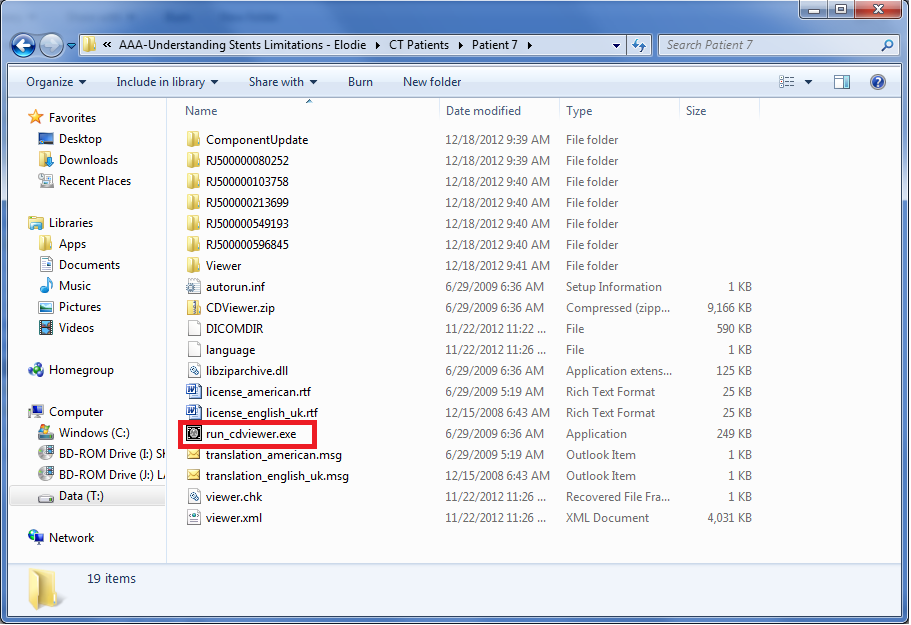 « AAA-Understanding Stents Limitations - Elodie ▸ CT Patients ▸ Patient 7 ▸
Search Patient 7
Organize Include in library Share with Burn New folder
Favorites
Desktop
Downloads
Recent Places
Libraries
Apps
Documents
Music
Pictures
Videos
Homegroup
Computer
Windows (C:)
BD-ROM Drive (I:) SH
BD-ROM Drive (J:) LA
Data (T:)
Network
Name Date modified Type Size
ComponentUpdate 12/18/2012 9:39 AM File folder
RJ500000080252 12/18/2012 9:39 AM File folder
RJ500000103758 12/18/2012 9:40 AM File folder
RJ500000213699 12/18/2012 9:40 AM File folder
RJ500000549193 12/18/2012 9:40 AM File folder
RJ500000596845 12/18/2012 9:40 AM File folder
Viewer 12/18/2012 9:41 AM File folder
autorun.inf 6/29/2009 6:36 AM Setup Information 1 KB
CDViewer.zip 6/29/2009 6:36 AM Compressed (zipp... 9,166 KB
DICOMDIR 11/22/2012 11:22 ... File 590 KB
language 11/22/2012 11:26 ... File 1 KB
libziparchive.dll 6/29/2009 6:36 AM Application extens... 125 KB
license_american.rtf 6/29/2009 5:19 AM Rich Text Format 25 KB
license_english_uk.rtf 12/15/2008 6:43 AM Rich Text Format 25 KB
run_cdviewer.exe 6/29/2009 6:36 AM Application 249 KB
translation_american.msg 6/29/2009 5:19 AM Outlook Item 1 KB
translation_english_uk.msg 12/15/2008 6:43 AM Outlook Item 1 KB
viewer.chk 11/22/2012 11:26 ... Recovered File Fra... 1 KB
viewer.xml 11/22/2012 11:26 ... XML Document 4,031 KB
19 items